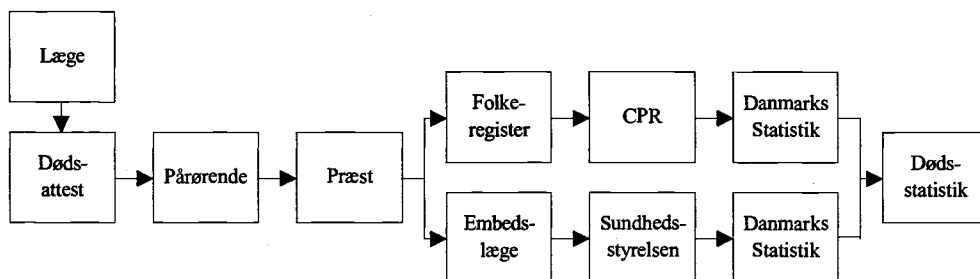 Læge
Døds-
attest
Pårørende
Præst
Folke-
register
CPR
Danmarks
Statistik
Embeds-
læge
Sundheds-
styrelsen
Danmarks
Statistik
Døds-
statistik